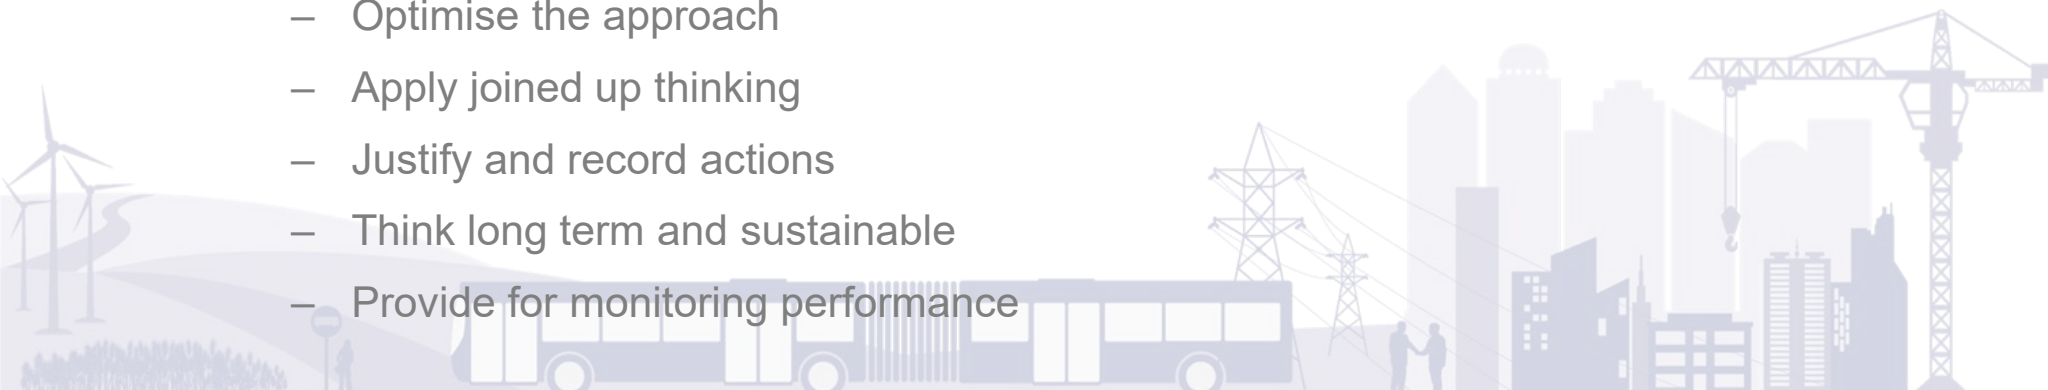 – Optimise the approach
– Apply joined up thinking
– Justify and record actions
– Think long term and sustainable
– Provide for monitoring performance